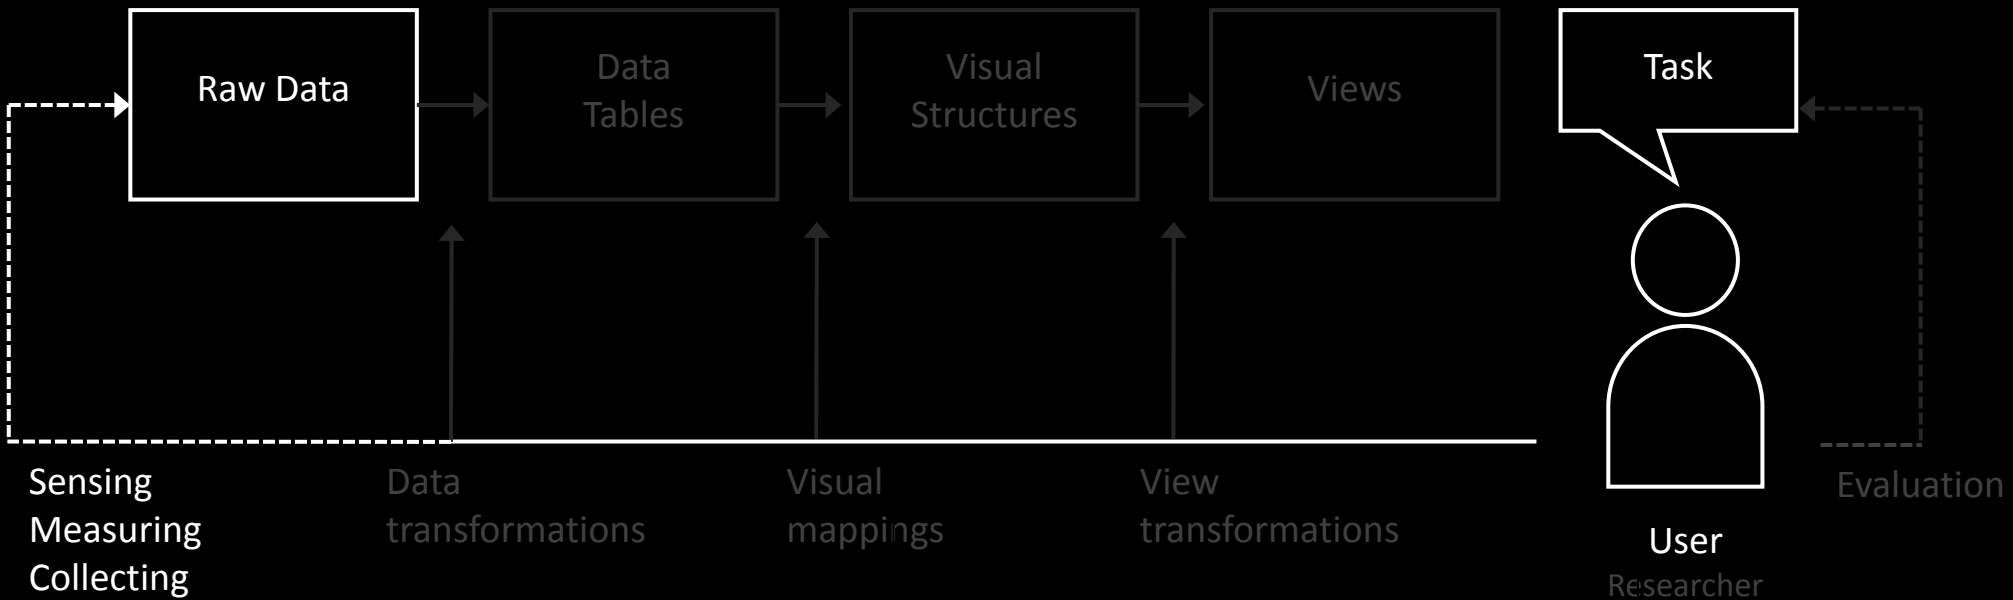 Raw Data
Data
Tables
Visual
Structures
Views
Task
Sensing
Measuring
Collecting
Data
transformations
Visual
mappings
View
transformations
User
Researcher
Evaluation